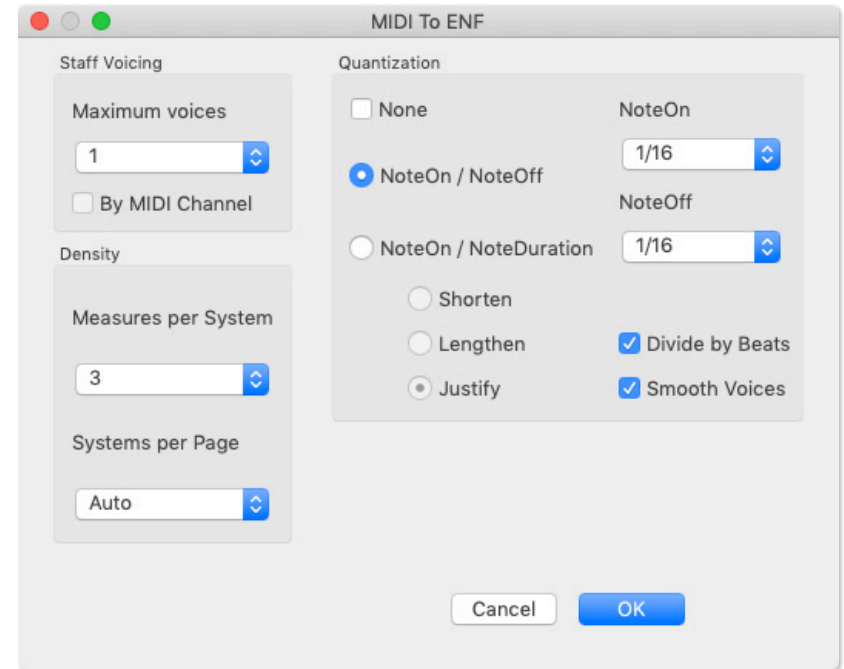 MIDI To ENF
Staff Voicing
Maximum voices
1
By MIDI Channel
Density
Measures per System
3
Systems per Page
Auto
Quantization
None
NoteOn
1/16
NoteOn / NoteOff
NoteOff
NoteOn / NoteDuration
1/16
Shorten
Lengthen
Divide by Beats
Justify
Smooth Voices
Cancel
OK